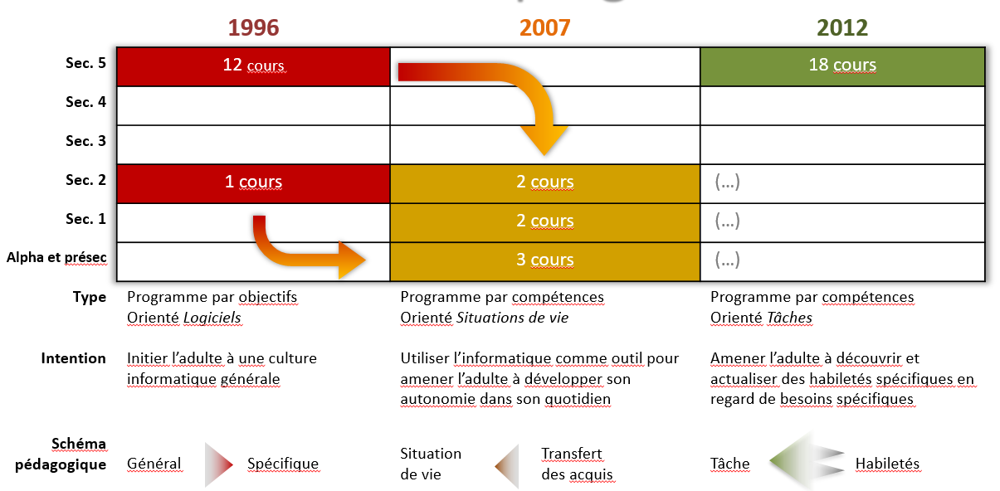 1996 2007 2012
Sec. 5 12 cours 18 cours
Sec. 4
Sec. 3
Sec. 2 1 cours 2 cours (...)
Sec. 1 2 cours (...)
Alpha et présec 3 cours (...)
Type Programme par objectifs Programme par compétences Programme par compétences
Orienté Logiciels Orienté Situations de vie Orienté Tâches
Intention Initier l’adulte à une culture Utiliser l’informatique comme outil pour Amener l’adulte à découvrir et
informatique générale amener l’adulte à développer son actualiser des habiletés spécifiques en
autonomie dans son quotidien regard de besoins spécifiques
Schéma Situation Transfert
pédagogique Général Spécifique de vie des acquis Tâche Habiletés